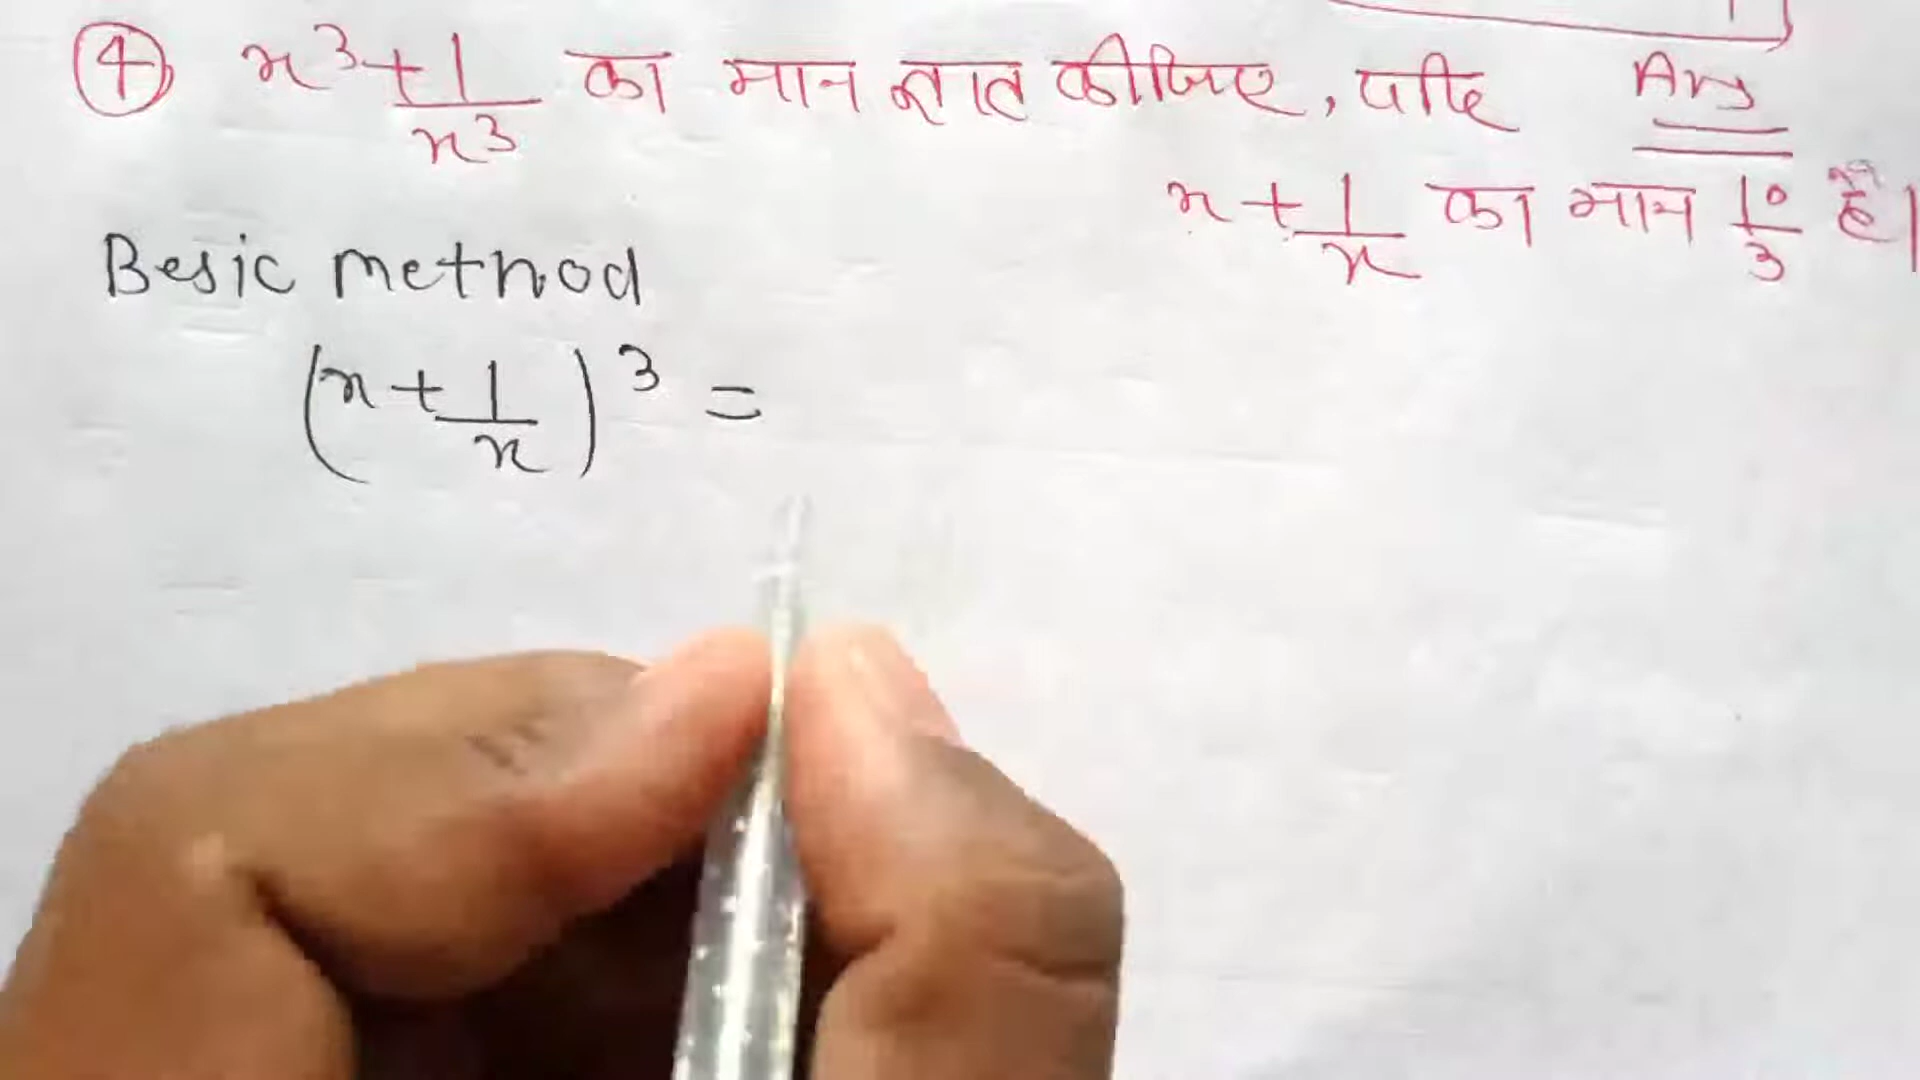 ④ x³+1/x³ का मान ज्ञात कीजिए, यदि
Ans
x+1/x का मान 10/3 है।
Besic method
(x+1/x)³ =